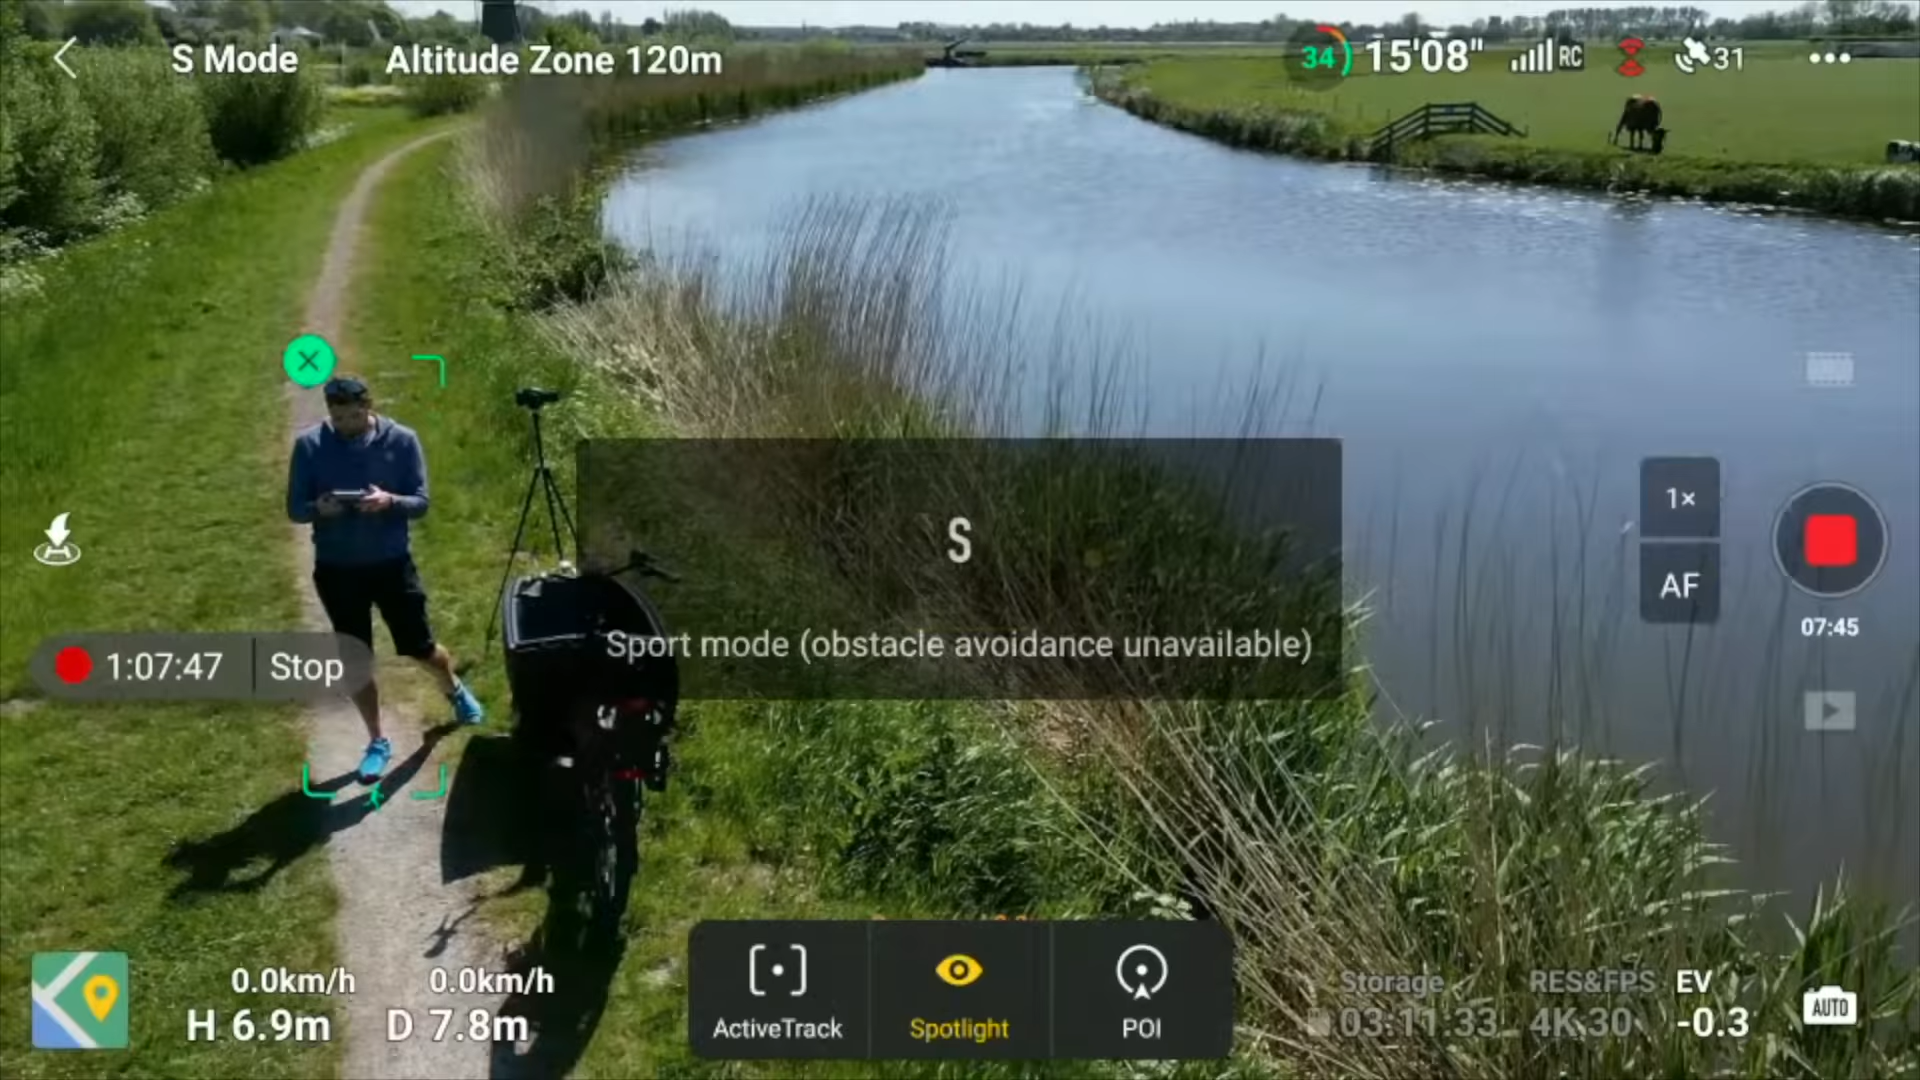 S Mode Altitude Zone 120m
34 15'08" RC 31
S
Sport mode (obstacle avoidance unavailable)
1×
AF
07:45
1:07:47 Stop
0.0km/h 0.0km/h
H 6.9m D 7.8m
ActiveTrack Spotlight POI
Storage RES&FPS EV
03:11:33 4K 30 -0.3
AUTO